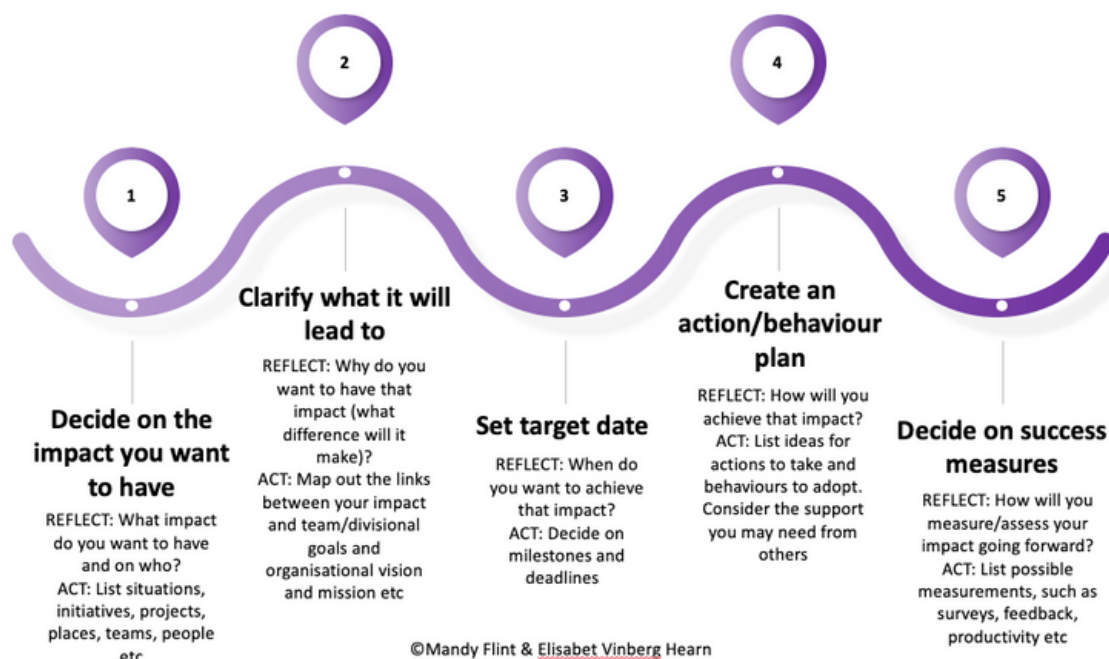 1
Decide on the
impact you want
to have
REFLECT: What impact
do you want to have
and on who?
ACT: List situations,
initiatives, projects,
places, teams, people
etc
2
Clarify what it will
lead to
REFLECT: Why do you
want to have that
impact (what
difference will it
make)?
ACT: Map out the links
between your impact
and team/divisional
goals and
organisational vision
and mission etc
3
Set target date
REFLECT: When do
you want to achieve
that impact?
ACT: Decide on
milestones and
deadlines
4
Create an
action/behaviour
plan
REFLECT: How will you
achieve that impact?
ACT: List ideas for
actions to take and
behaviours to adopt.
Consider the support
you may need from
others
5
Decide on success
measures
REFLECT: How will you
measure/assess your
impact going forward?
ACT: List possible
measurements, such as
surveys, feedback,
productivity etc
©Mandy Flint & Elisabet Vinberg Hearn